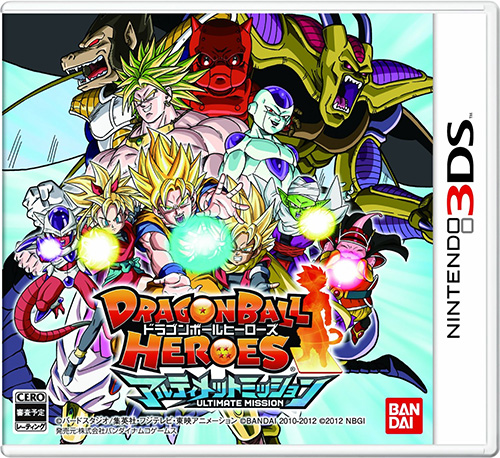 NINTENDO 3DS™
DRAGONBALL
ドラゴンボールヒーローズ
HEROES
アルティメットミッション
ULTIMATE MISSION
CERO
審査予定
レーティング
BAN
DAI
©バードスタジオ/集英社・フジテレビ・東映アニメーション ©BANDAI 2010-2012 ©2012 NBGI
発売元:株式会社バンダイナムコゲームス